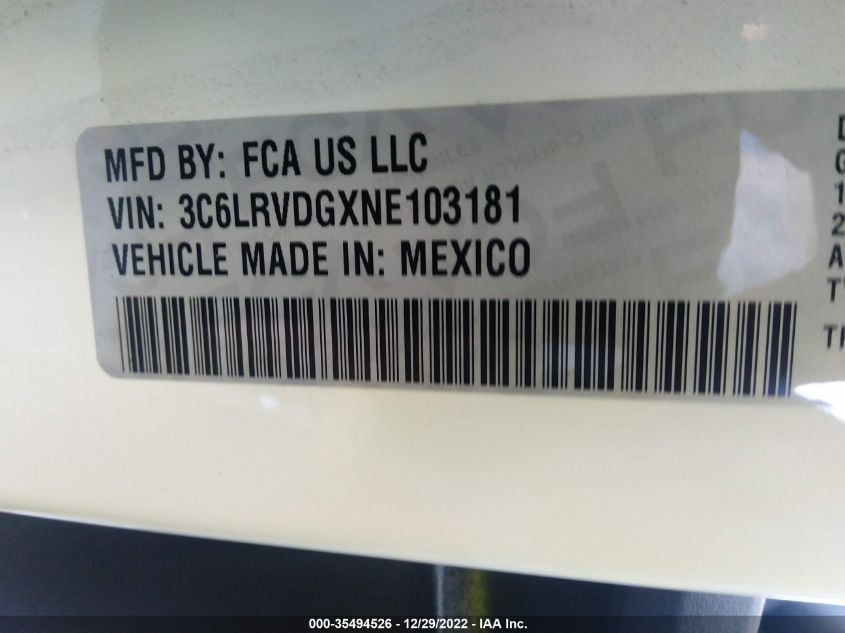 MFD BY: FCA US LLC
VIN: 3C6LRVDGXNE103181
VEHICLE MADE IN: MEXICO
000-35494526 - 12/29/2022 - IAA Inc.